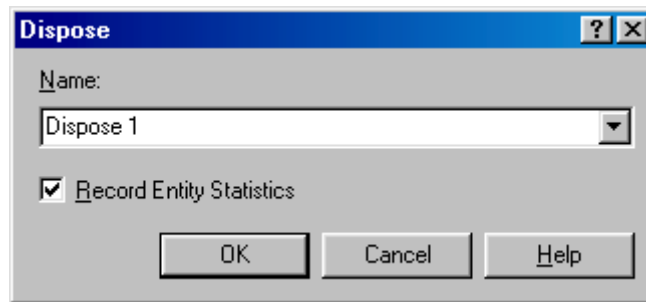 Dispose
Name:
Dispose 1
Record Entity Statistics
OK Cancel Help